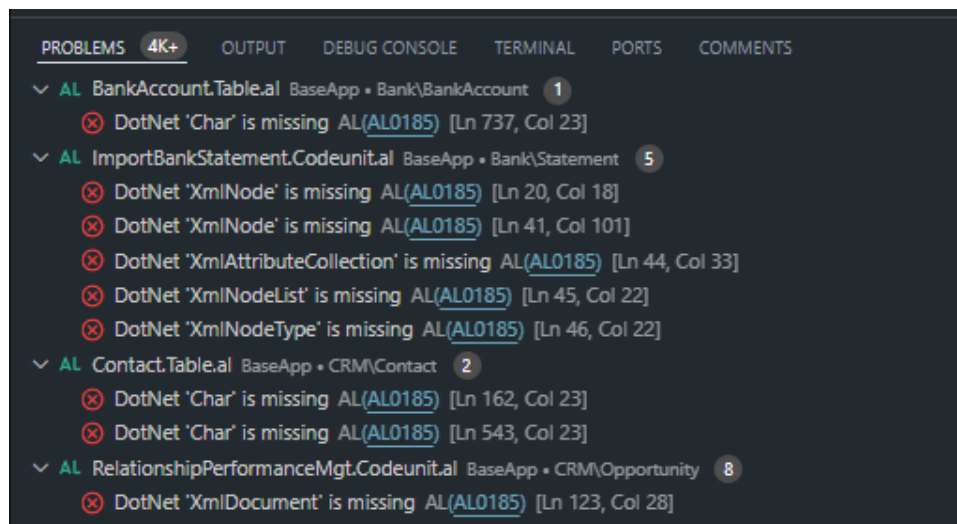 PROBLEMS 4K+ OUTPUT DEBUG CONSOLE TERMINAL PORTS COMMENTS
AL BankAccount.Table.al BaseApp • Bank\BankAccount 1
DotNet 'Char' is missing AL(AL0185) [Ln 737, Col 23]
AL ImportBankStatement.Codeunit.al BaseApp • Bank\Statement 5
DotNet 'XmlNode' is missing AL(AL0185) [Ln 20, Col 18]
DotNet 'XmlNode' is missing AL(AL0185) [Ln 41, Col 101]
DotNet 'XmlAttributeCollection' is missing AL(AL0185) [Ln 44, Col 33]
DotNet 'XmlNodeList' is missing AL(AL0185) [Ln 45, Col 22]
DotNet 'XmlNodeType' is missing AL(AL0185) [Ln 46, Col 22]
AL Contact.Table.al BaseApp • CRM\Contact 2
DotNet 'Char' is missing AL(AL0185) [Ln 162, Col 23]
DotNet 'Char' is missing AL(AL0185) [Ln 543, Col 23]
AL RelationshipPerformanceMgt.Codeunit.al BaseApp • CRM\Opportunity 8
DotNet 'XmlDocument' is missing AL(AL0185) [Ln 123, Col 28]